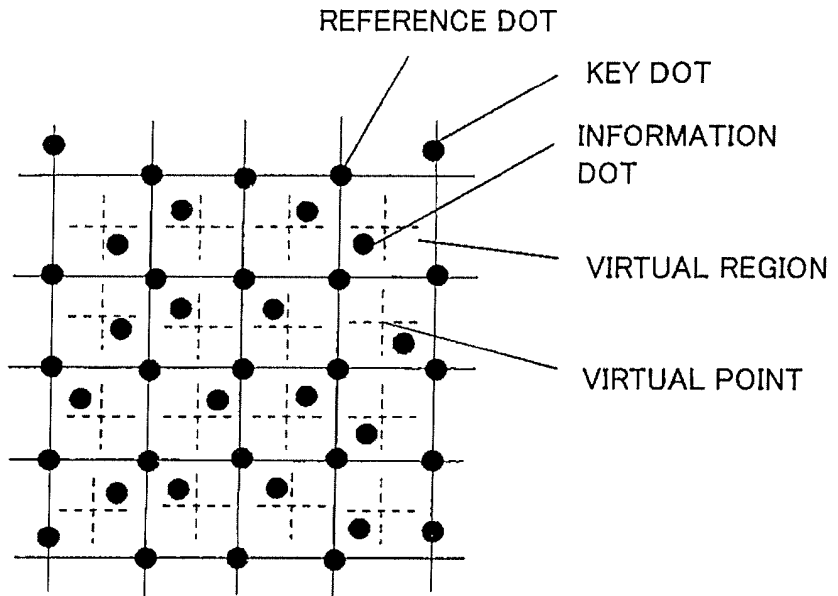 REFERENCE DOT
KEY DOT
INFORMATION
DOT
VIRTUAL REGION
VIRTUAL POINT